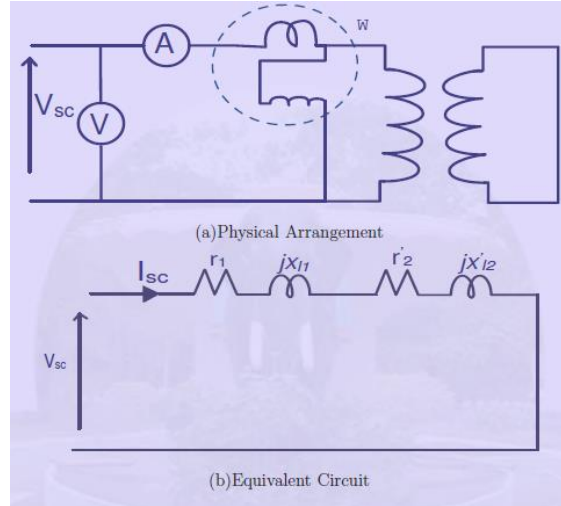 A
W
Vsc
V
(a)Physical Arrangement
Isc r1 jxl1 r'2 jx'l2
Vsc
(b)Equivalent Circuit